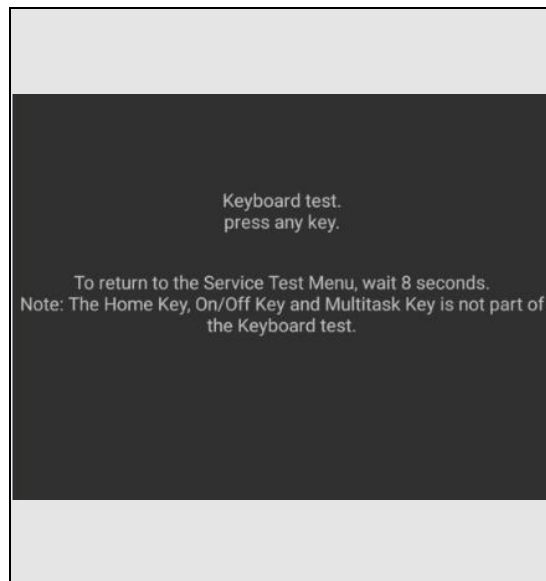 Keyboard test.
press any key.
To return to the Service Test Menu, wait 8 seconds.
Note: The Home Key, On/Off Key and Multitask Key is not part of
the Keyboard test.